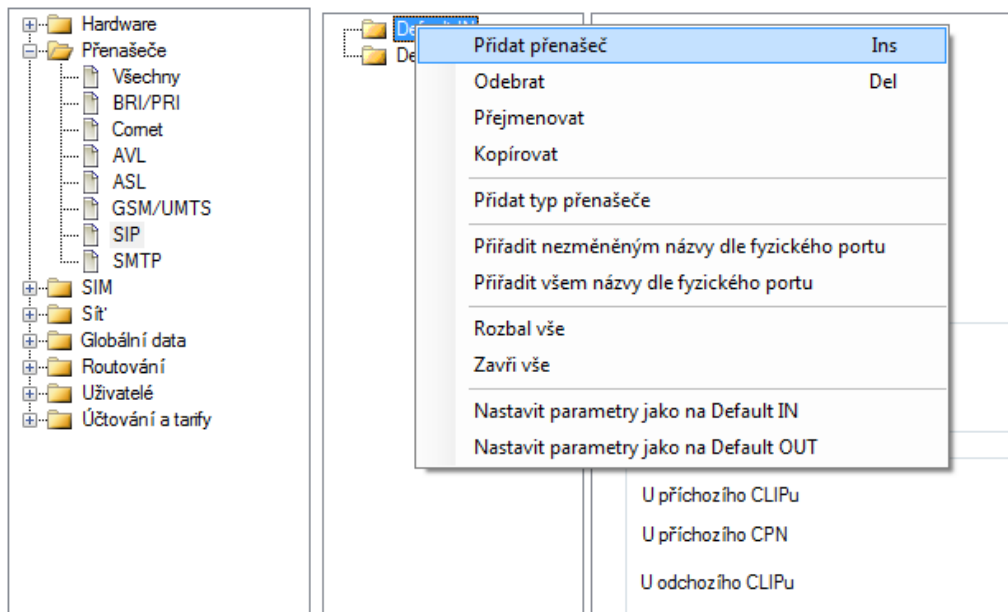 Hardware
Přenašeče
Všechny
BRI/PRI
Comet
AVL
ASL
GSM/UMTS
SIP
SMTP
SIM
Síť
Globální data
Routování
Uživatelé
Účtování a tarify
Default IN
De
Přidat přenašeč Ins
Odebrat Del
Přejmenovat
Kopírovat
Přidat typ přenašeče
Přiřadit nezměněným názvy dle fyzického portu
Přiřadit všem názvy dle fyzického portu
Rozbal vše
Zavři vše
Nastavit parametry jako na Default IN
Nastavit parametry jako na Default OUT
U příchozího CLIPu
U příchozího CPN
U odchozího CLIPu